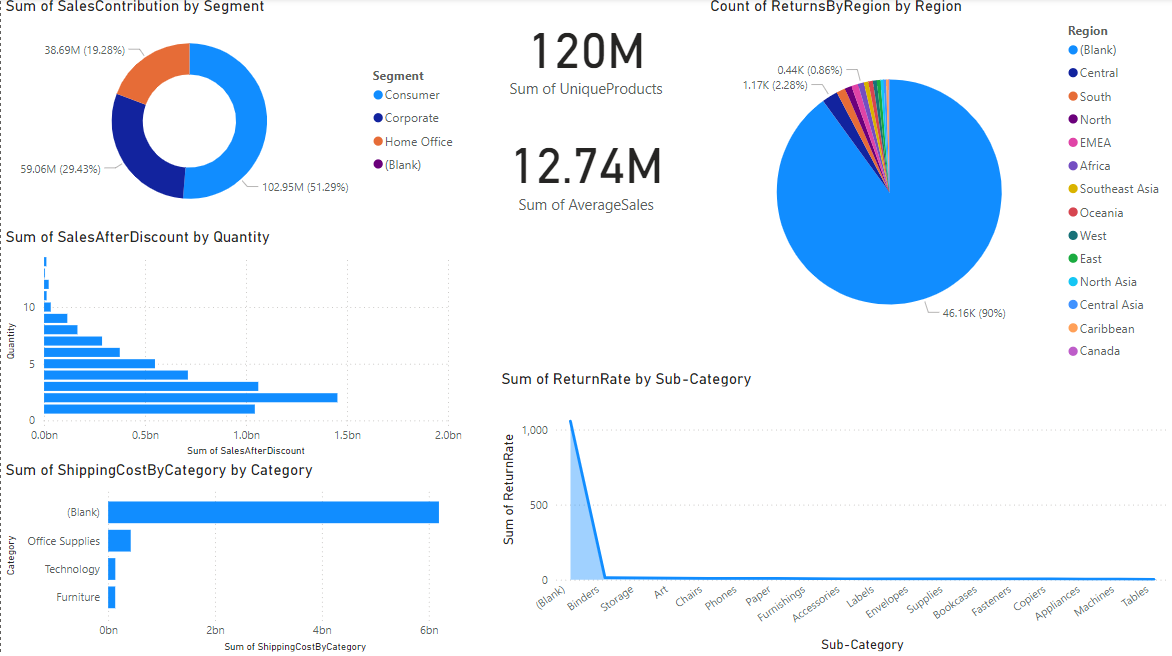 Sum of SalesContribution by Segment
38.69M (19.28%)
59.06M (29.43%)
102.95M (51.29%)
Segment
Consumer
Corporate
Home Office
(Blank)
120M
Sum of UniqueProducts
12.74M
Sum of AverageSales
Count of ReturnsByRegion by Region
0.44K (0.86%)
1.17K (2.28%)
46.16K (90%)
Region
(Blank)
Central
South
North
EMEA
Africa
Southeast Asia
Oceania
West
East
North Asia
Central Asia
Caribbean
Canada
Sum of SalesAfterDiscount by Quantity
Quantity
10
5
0
0.0bn 0.5bn 1.0bn 1.5bn 2.0bn
Sum of SalesAfterDiscount
Sum of ShippingCostByCategory by Category
Category
(Blank)
Office Supplies
Technology
Furniture
0bn 2bn 4bn 6bn
Sum of ShippingCostByCategory
Sum of ReturnRate by Sub-Category
Sum of ReturnRate
1,000
500
0
(Blank) Binders Storage Art Chairs Phones Paper Furnishings Accessories Labels Envelopes Supplies Bookcases Fasteners Copiers Appliances Machines Tables
Sub-Category